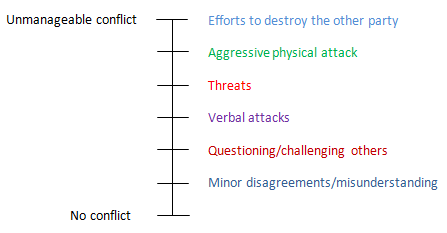 Unmanageable conflict Efforts to destroy the other party
Aggressive physical attack
Threats
Verbal attacks
Questioning/challenging others
Minor disagreements/misunderstanding
No conflict